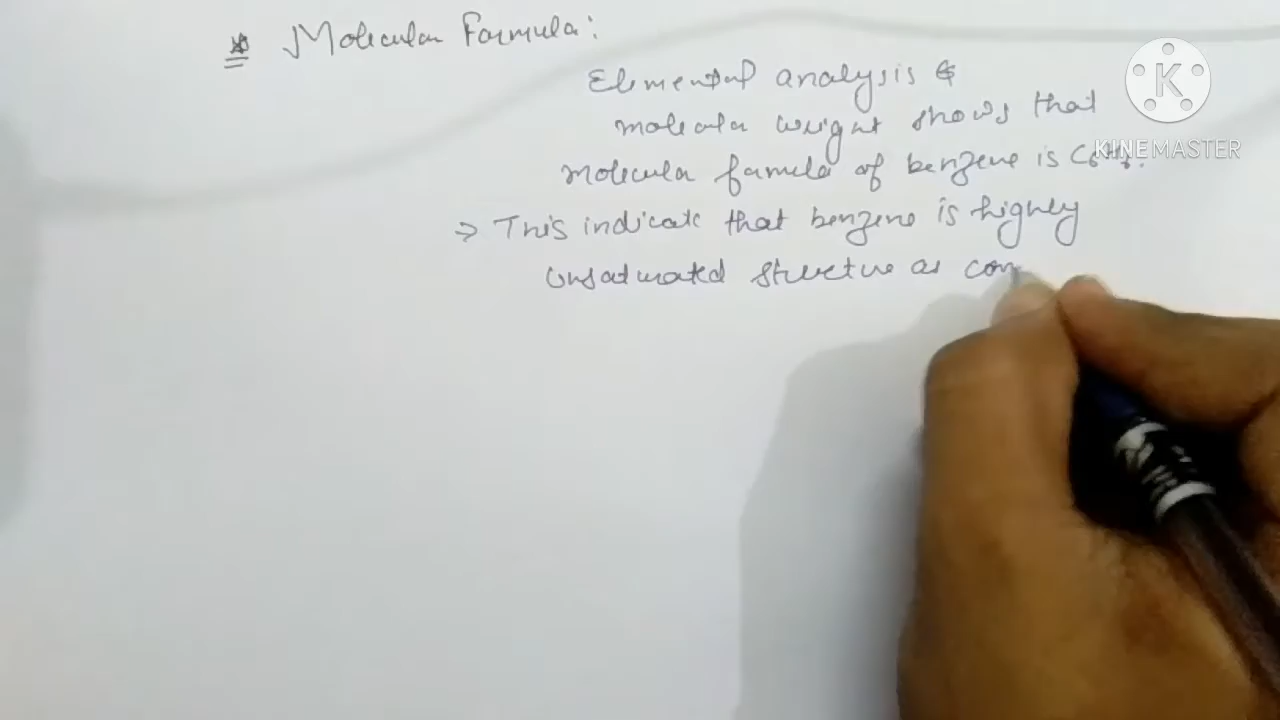 * Molecular Formula:
Elemental analysis &
molecular weight shows that
KINEMASTER
molecular formula of benzene is C6H6.
→ This indicate that benzene is highly
unsaturated structure as com